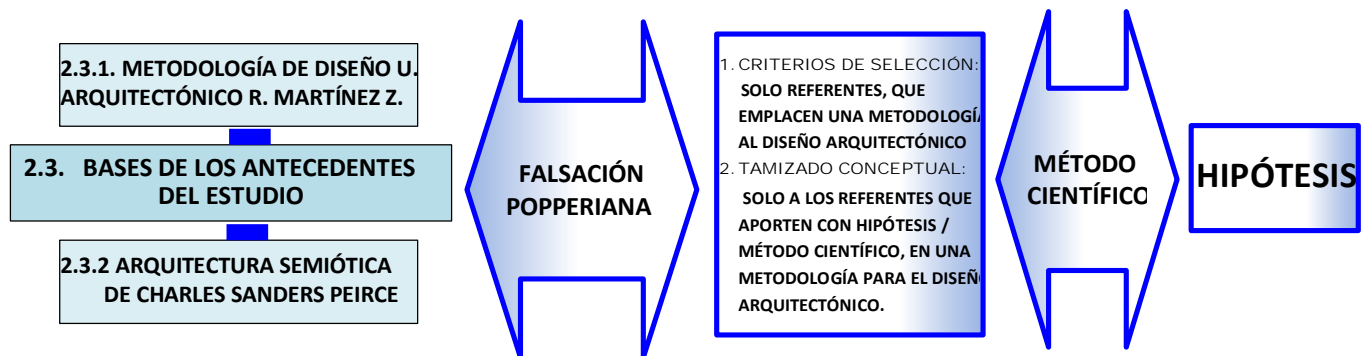 2.3.1. METODOLOGÍA DE DISEÑO U.
ARQUITECTÓNICO R. MARTÍNEZ Z.
2.3. BASES DE LOS ANTECEDENTES
DEL ESTUDIO
2.3.2 ARQUITECTURA SEMIÓTICA
DE CHARLES SANDERS PEIRCE
FALSACIÓN
POPPERIANA
1. CRITERIOS DE SELECCIÓN:
SOLO REFERENTES, QUE
EMPLACEN UNA METODOLOGÍA
AL DISEÑO ARQUITECTÓNICO
2. TAMIZADO CONCEPTUAL:
SOLO A LOS REFERENTES QUE
APORTEN CON HIPÓTESIS /
MÉTODO CIENTÍFICO, EN UNA
METODOLOGÍA PARA EL DISEÑO
ARQUITECTÓNICO.
MÉTODO
CIENTÍFICO
HIPÓTESIS